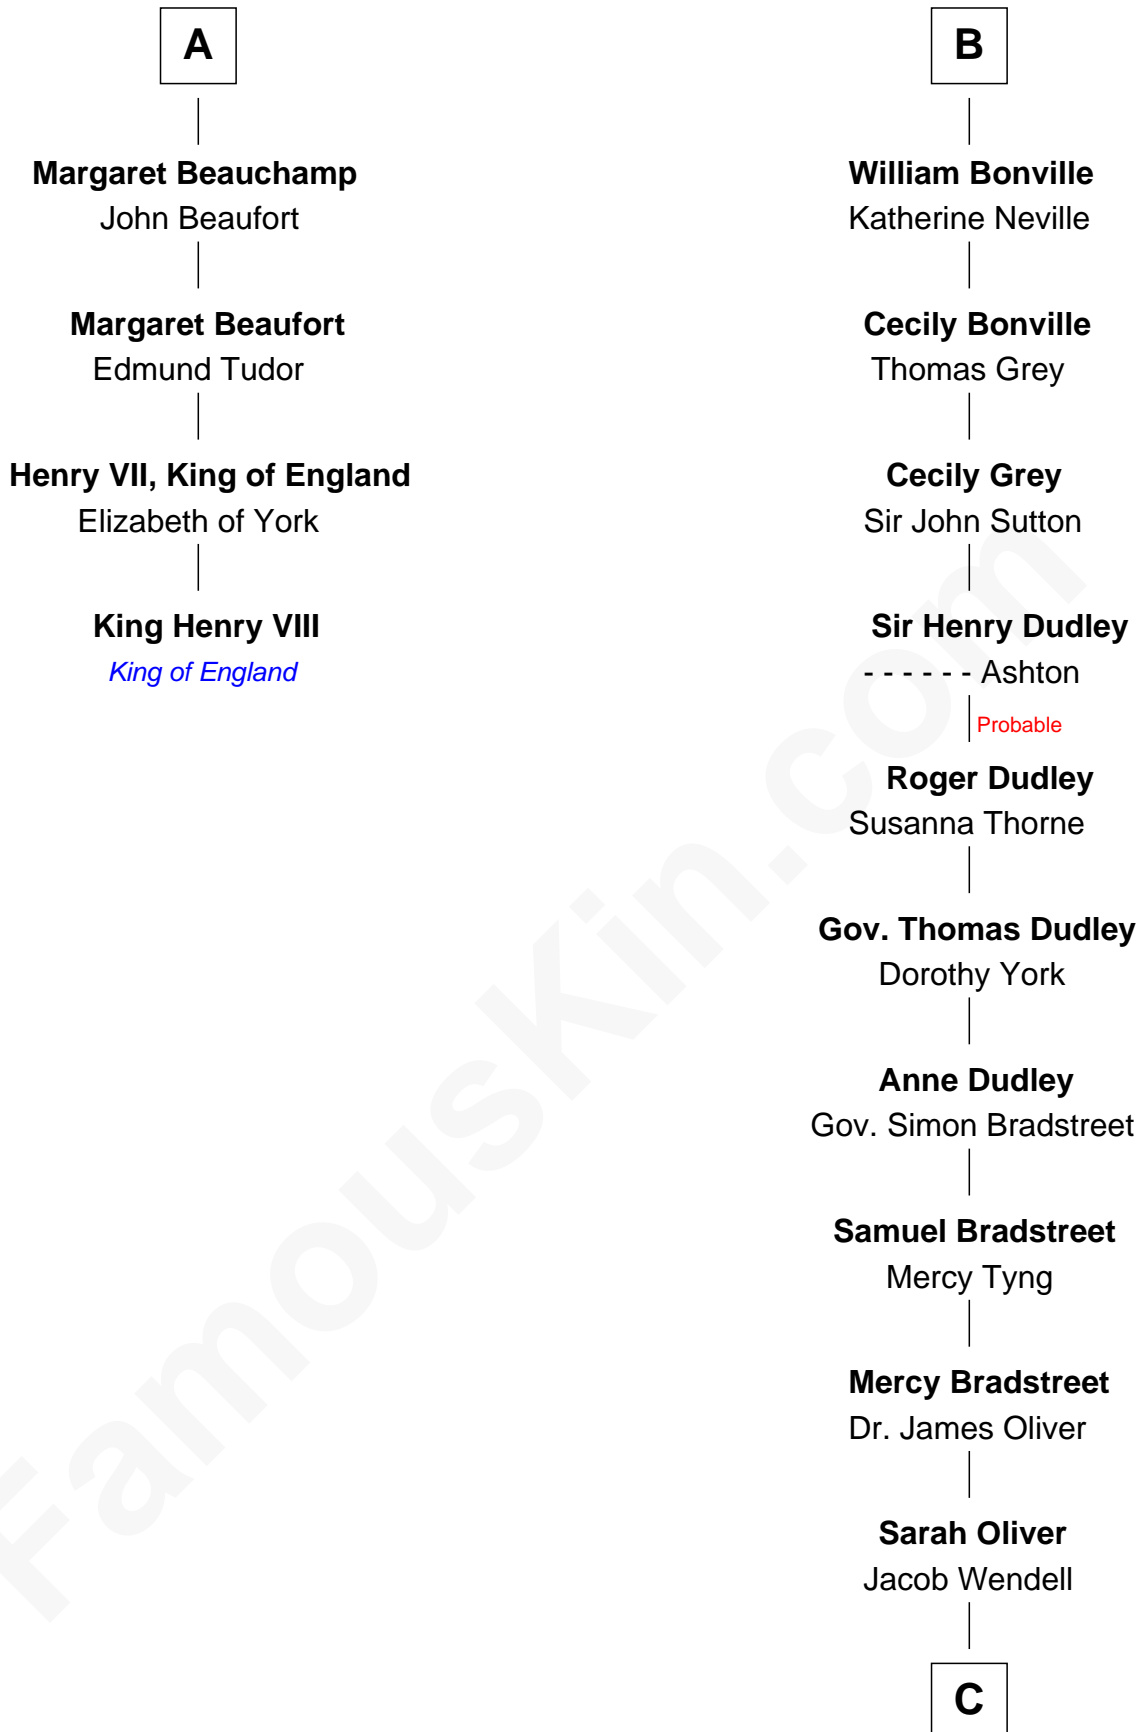 A
Margaret Beauchamp
John Beaufort
Margaret Beaufort
Edmund Tudor
Henry VII, King of England
Elizabeth of York
King Henry VIII
King of England
B
William Bonville
Katherine Neville
Cecily Bonville
Thomas Grey
Cecily Grey
Sir John Sutton
Sir Henry Dudley
- - - - - - Ashton
Probable
Roger Dudley
Susanna Thorne
Gov. Thomas Dudley
Dorothy York
Anne Dudley
Gov. Simon Bradstreet
Samuel Bradstreet
Mercy Tyng
Mercy Bradstreet
Dr. James Oliver
Sarah Oliver
Jacob Wendell
C
FamousKin.com